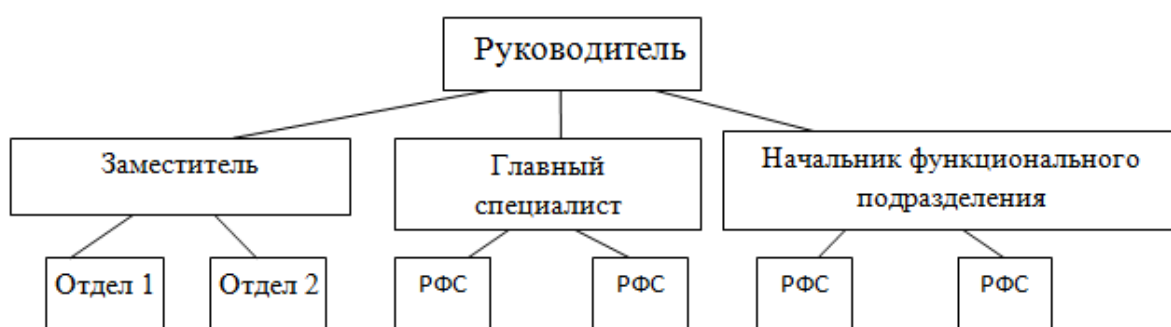 Руководитель
Заместитель
Главный
специалист
Начальник функционального
подразделения
Отдел 1
Отдел 2
РФС
РФС
РФС
РФС